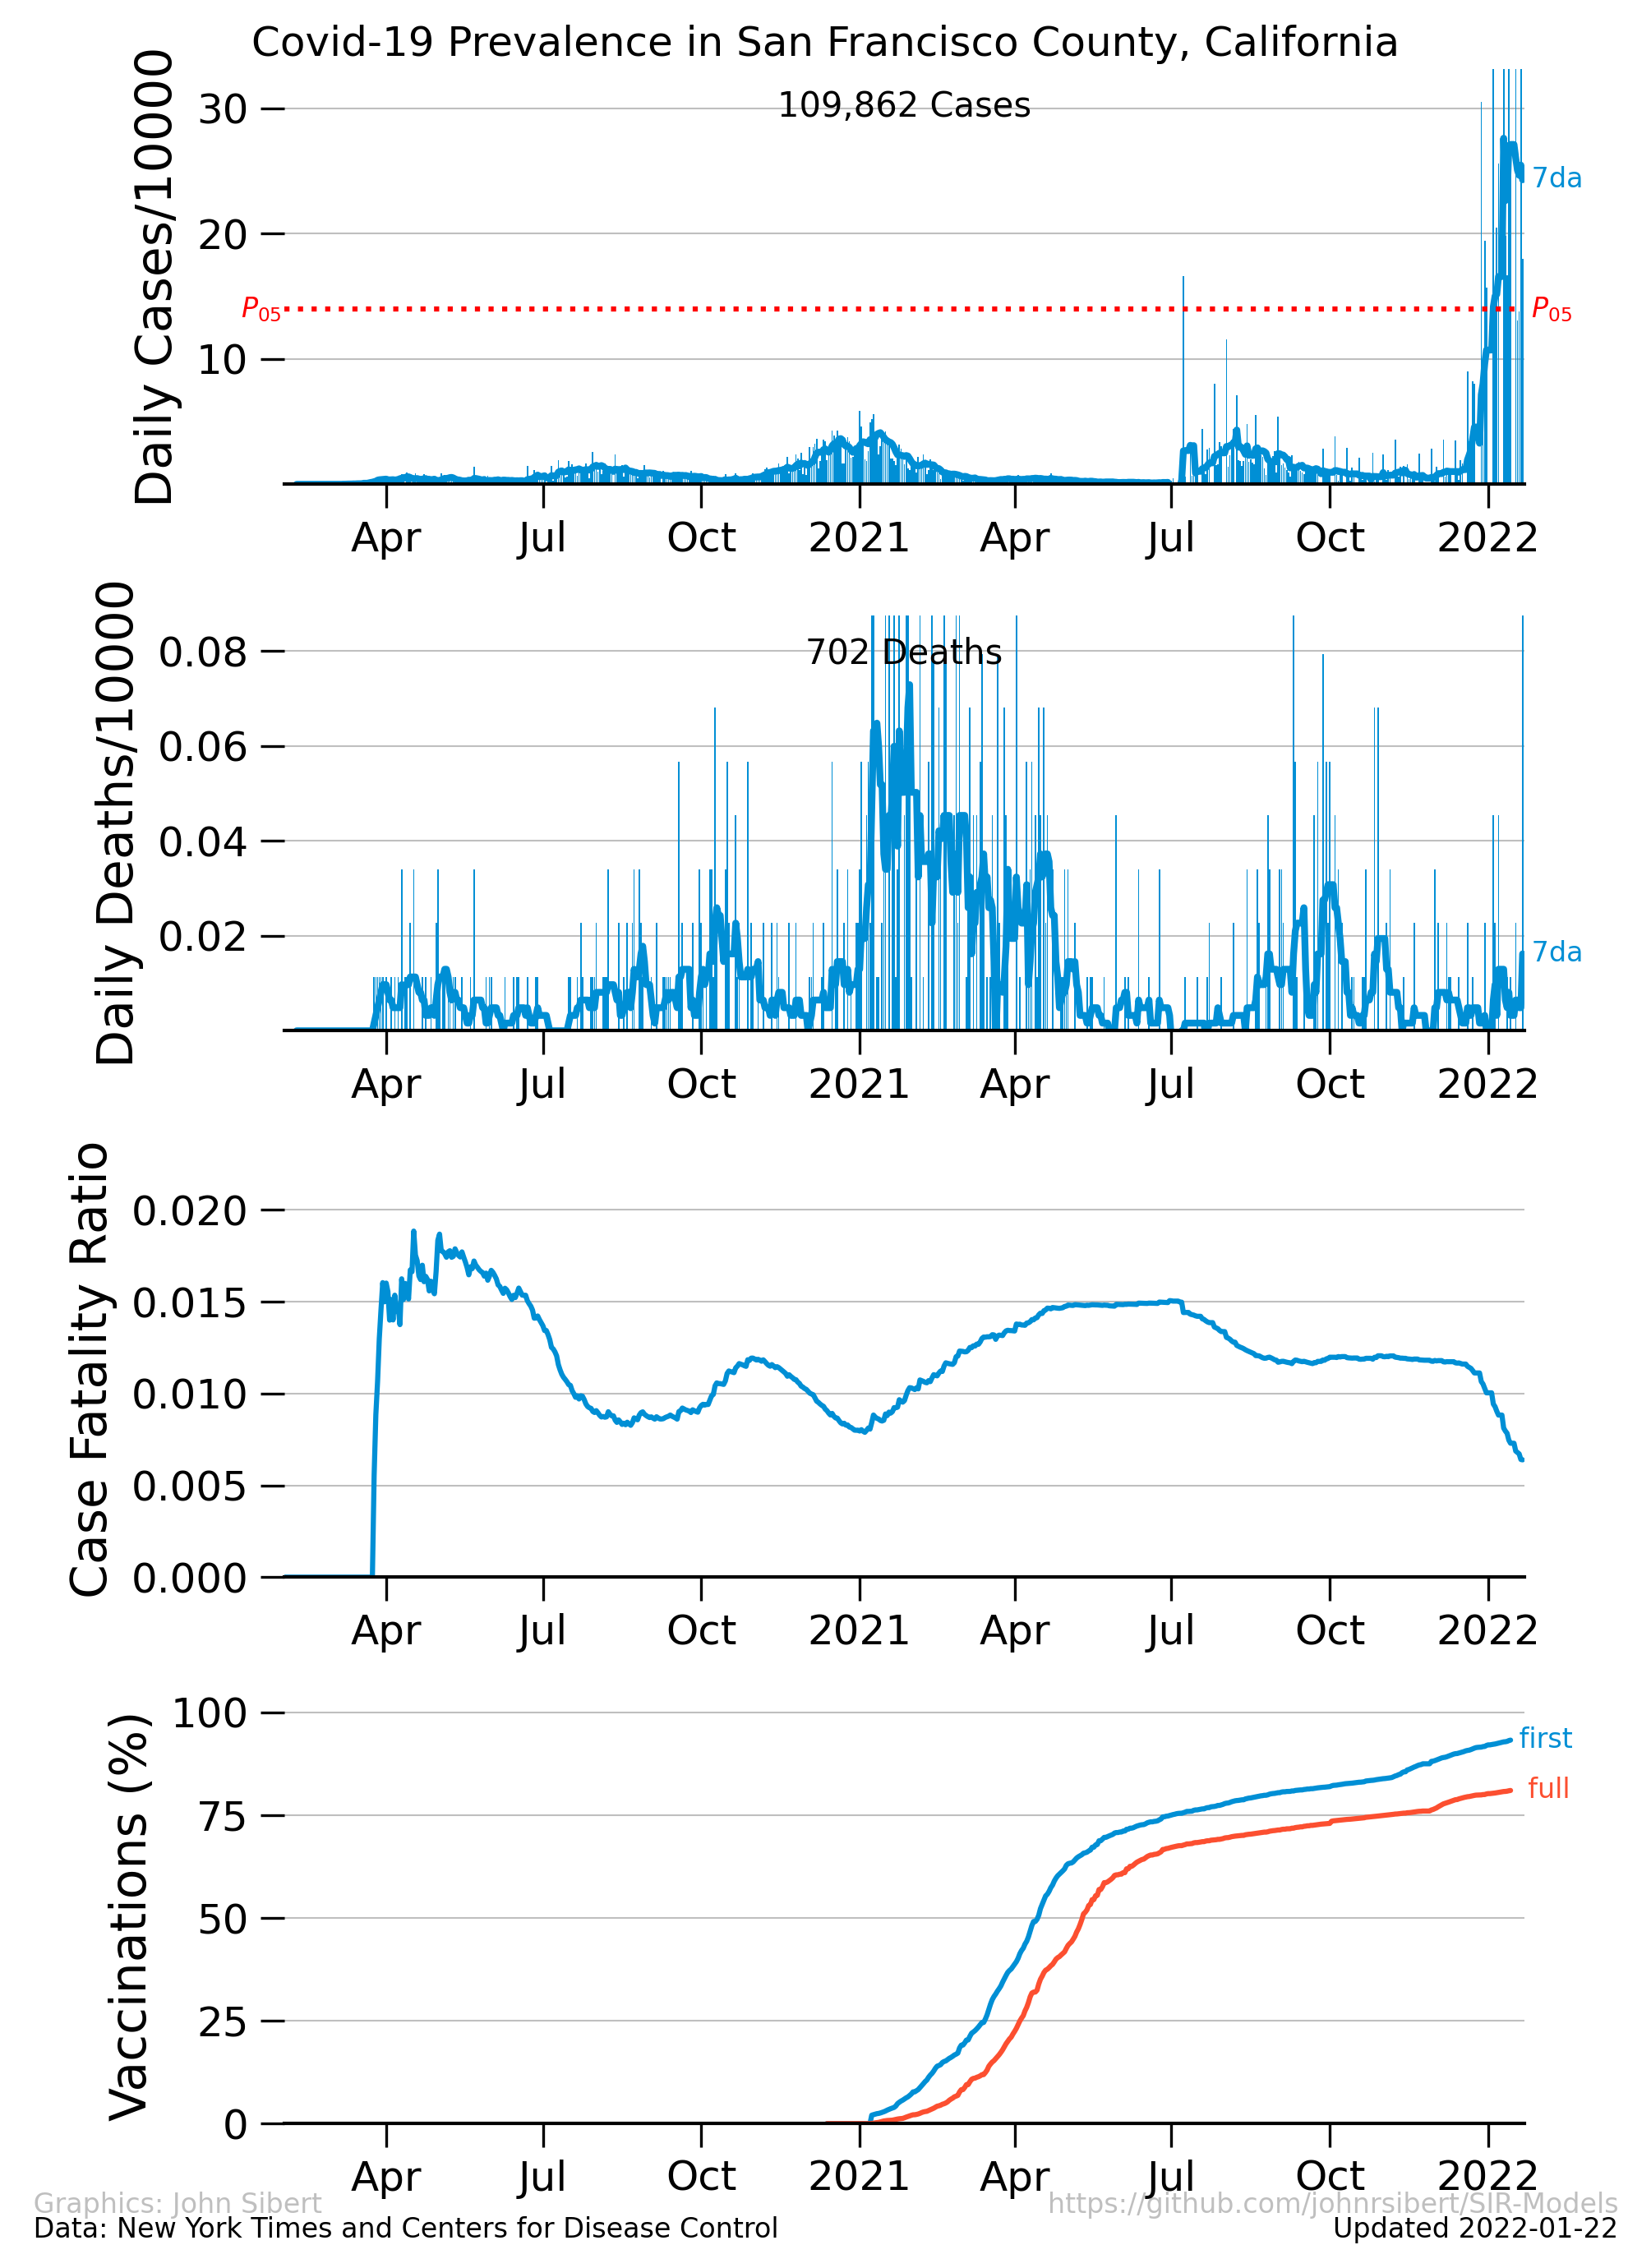 Covid-19 Prevalence in San Francisco County, California
Daily Cases/10000
109,862 Cases
30
20
10
7da
P05
P05
Apr Jul Oct 2021 Apr Jul Oct 2022
Daily Deaths/10000
702 Deaths
0.08
0.06
0.04
0.02
7da
Apr Jul Oct 2021 Apr Jul Oct 2022
Case Fatality Ratio
0.020
0.015
0.010
0.005
0.000
Apr Jul Oct 2021 Apr Jul Oct 2022
Vaccinations (%)
100
75
50
25
0
first
full
Apr Jul Oct 2021 Apr Jul Oct 2022
Graphics: John Sibert
https://github.com/johnrsibert/SIR-Models
Data: New York Times and Centers for Disease Control
Updated 2022-01-22